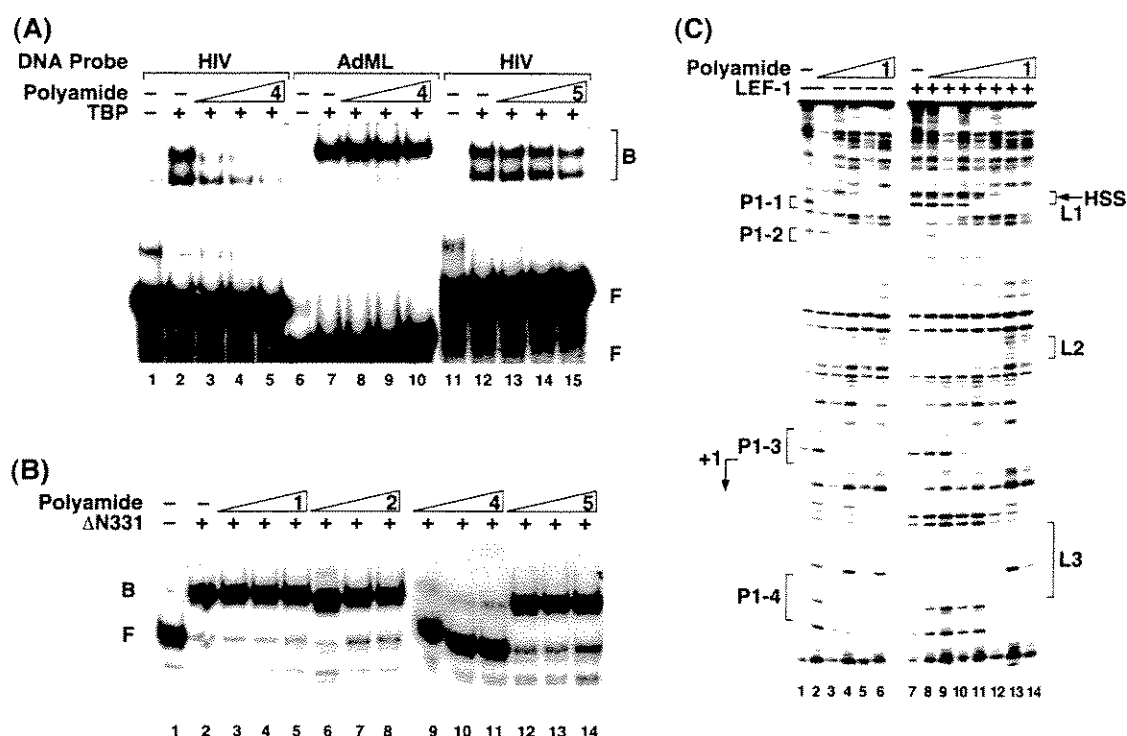 (A)
DNA Probe HIV AdML HIV
Polyamide – – 4 – – 4 – – 5
TBP – + + + + – + + + + – + + + +
B
F
F
1 2 3 4 5 6 7 8 9 10 11 12 13 14 15
(B)
Polyamide – – 1 2 4 5
ΔN331 – + + + + + + + + + + + + +
B
F
1 2 3 4 5 6 7 8 9 10 11 12 13 14
(C)
Polyamide – 1 – 1
LEF-1 – – – – – – + + + + + + + +
P1-1
HSS
L1
P1-2
L2
P1-3
+1
L3
P1-4
1 2 3 4 5 6 7 8 9 10 11 12 13 14